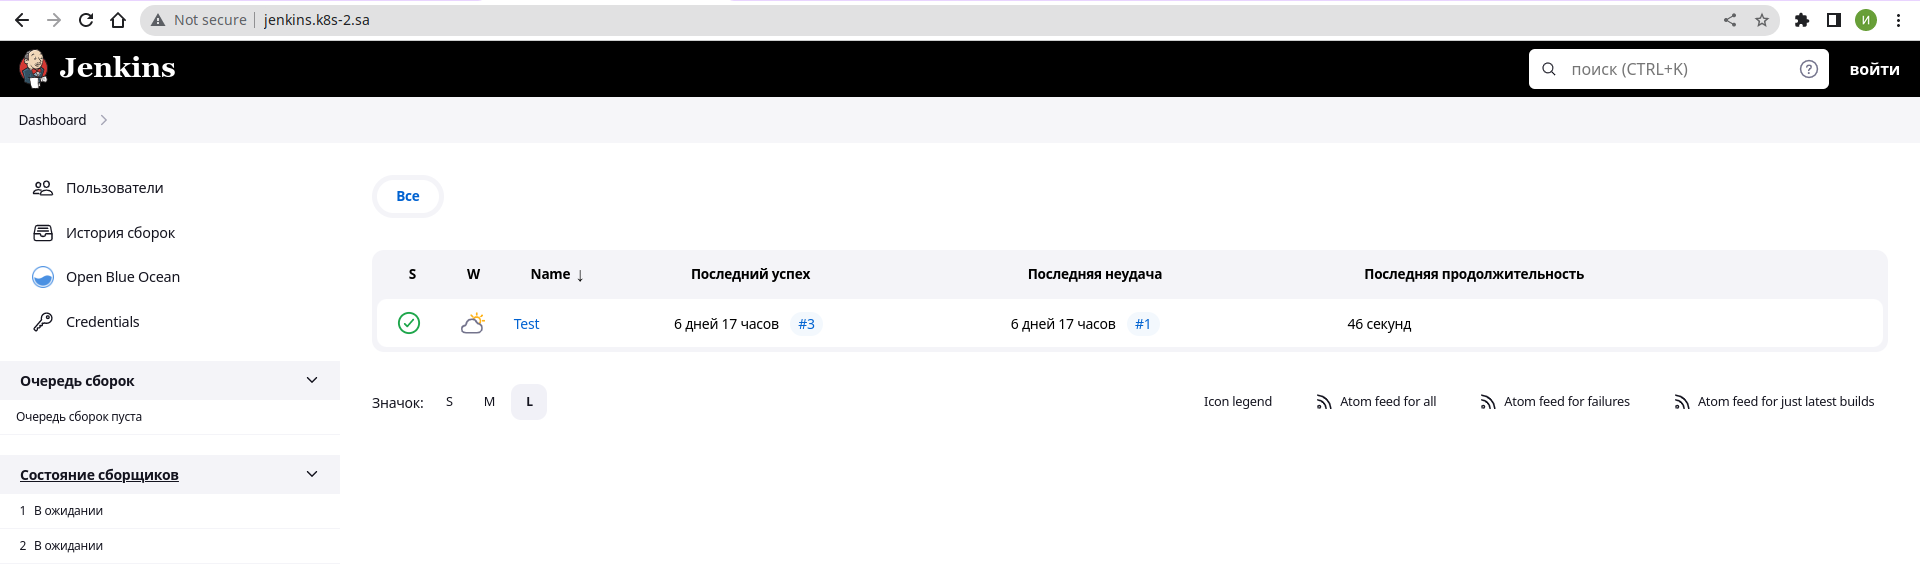 Not secure jenkins.k8s-2.sa И
Jenkins поиск (CTRL+K) войти
Dashboard
Пользователи
История сборок
Open Blue Ocean
Credentials
Очередь сборок
Очередь сборок пуста
Состояние сборщиков
1 В ожидании
2 В ожидании
Все
S W Name ↓ Последний успех Последняя неудача Последняя продолжительность
Test 6 дней 17 часов #3 6 дней 17 часов #1 46 секунд
Значок: S M L Icon legend Atom feed for all Atom feed for failures Atom feed for just latest builds